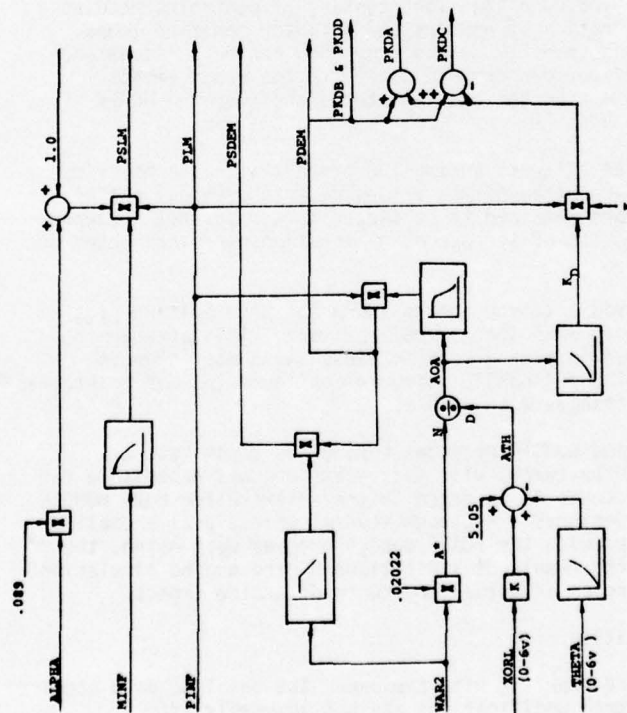 .089
ALPHA
1.0
+
+
PSLM
MINF
PLM
PINF
PSDEM
PDEM
PKDB & PKDD
PKDA
PKDC
+
+
+
-
WAR2
.02022
A*
N
D
AOA
ATH
5.05
+
+
+
K
XORL
(0-6v)
THETA
(0-6v )
K_D